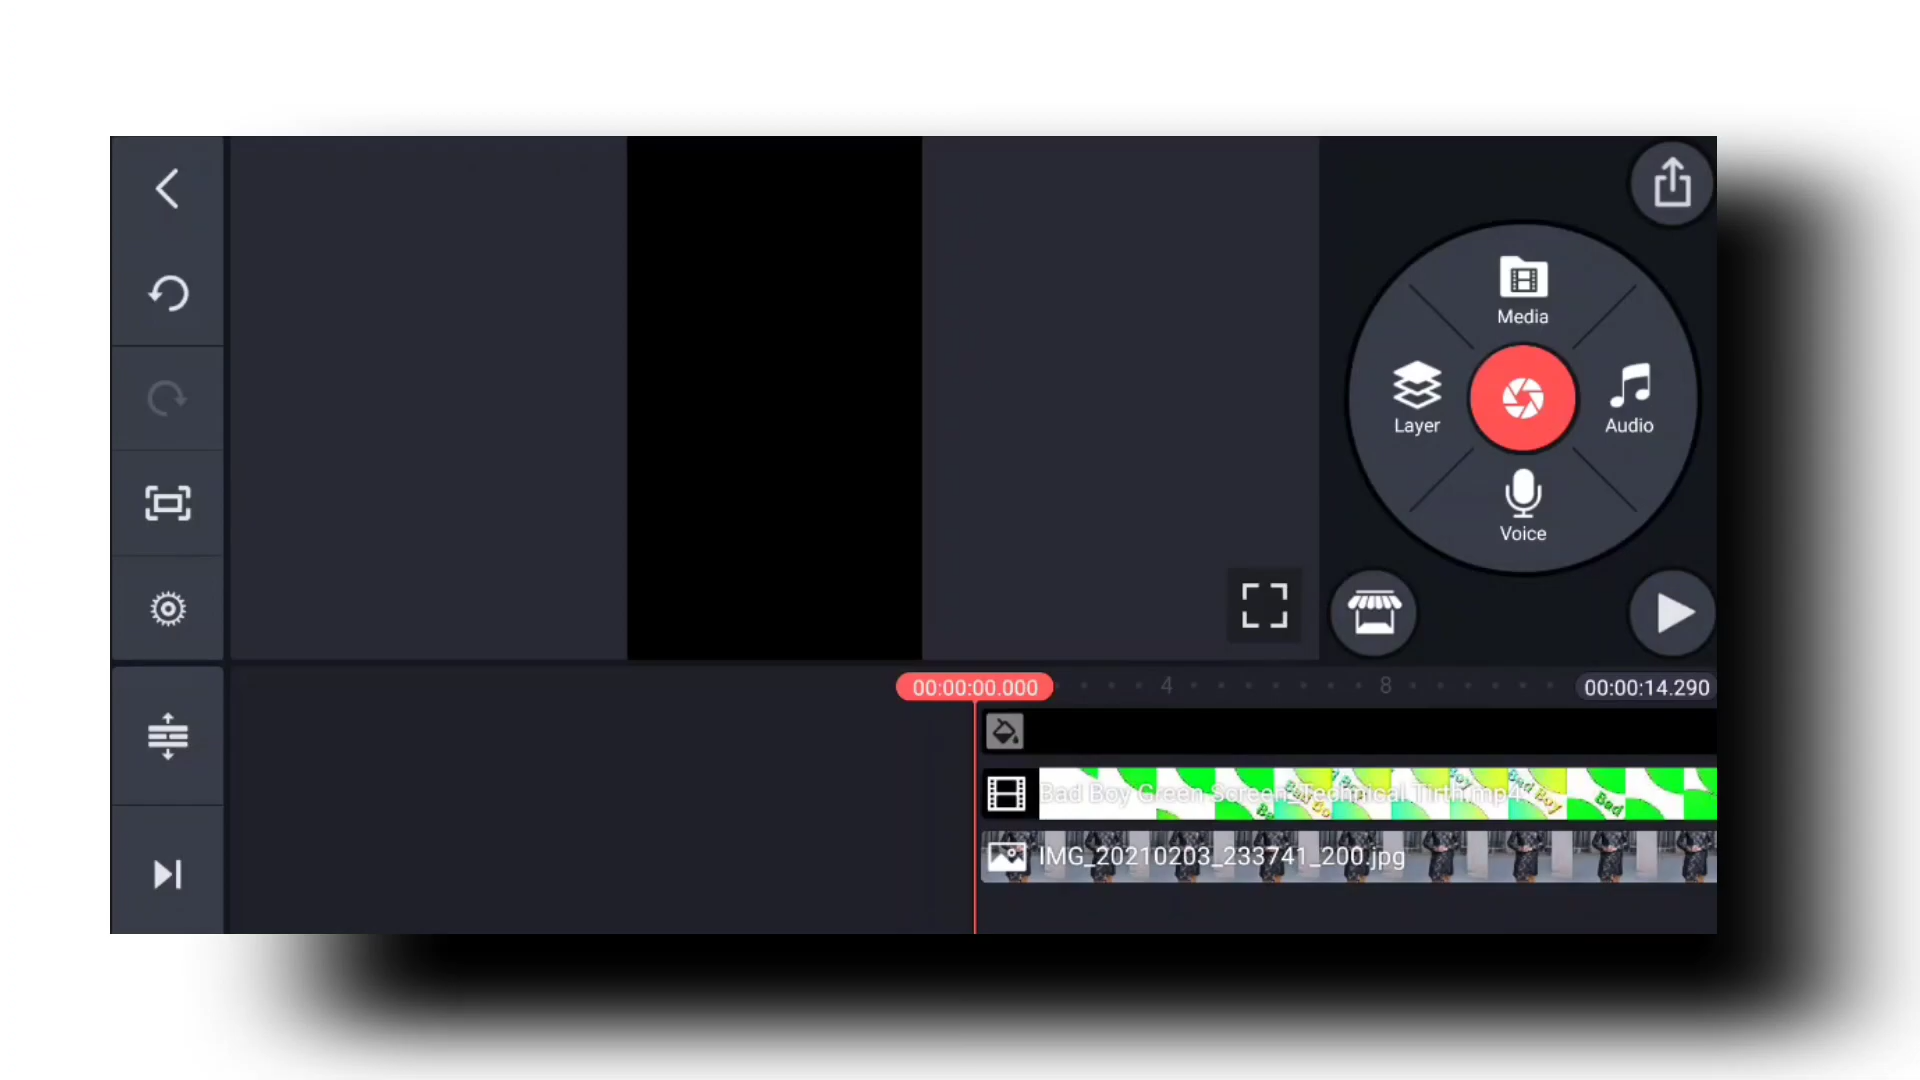 Media
Layer
Audio
Voice
00:00:00.000
4
8
00:00:14.290
Bad Boy Green Screen_Technical Tirth.mp4
IMG_20210203_233741_200.jpg